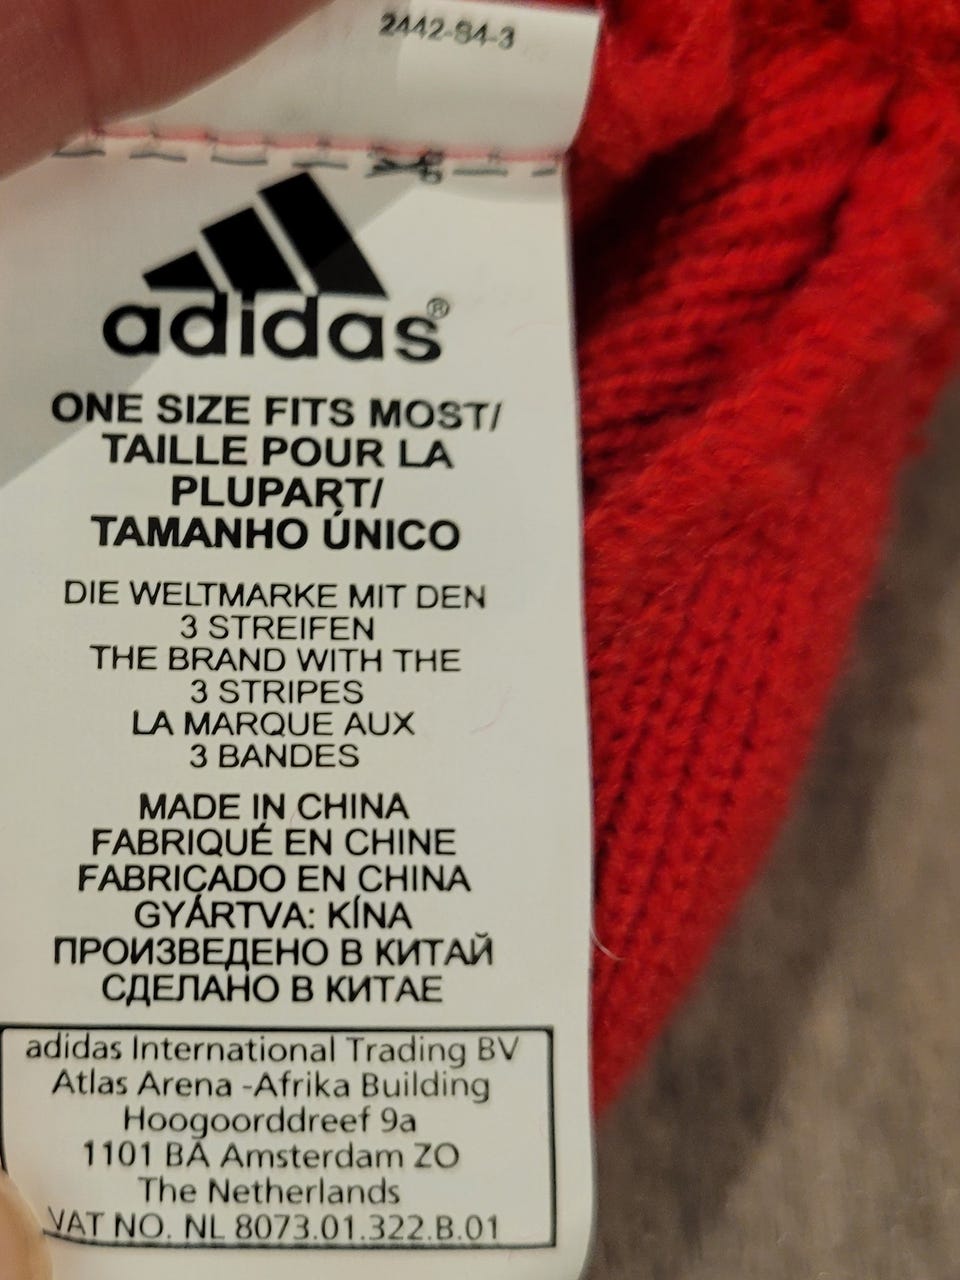 2442-S4-3
adidas®
ONE SIZE FITS MOST/
TAILLE POUR LA
PLUPART/
TAMANHO ÚNICO
DIE WELTMARKE MIT DEN
3 STREIFEN
THE BRAND WITH THE
3 STRIPES
LA MARQUE AUX
3 BANDES
MADE IN CHINA
FABRIQUÉ EN CHINE
FABRICADO EN CHINA
GYÁRTVA: KÍNA
ПРОИЗВЕДЕНО В КИТАЙ
СДЕЛАНО В КИТАЕ
adidas International Trading BV
Atlas Arena -Afrika Building
Hoogoorddreef 9a
1101 BA Amsterdam ZO
The Netherlands
VAT NO. NL 8073.01.322.B.01